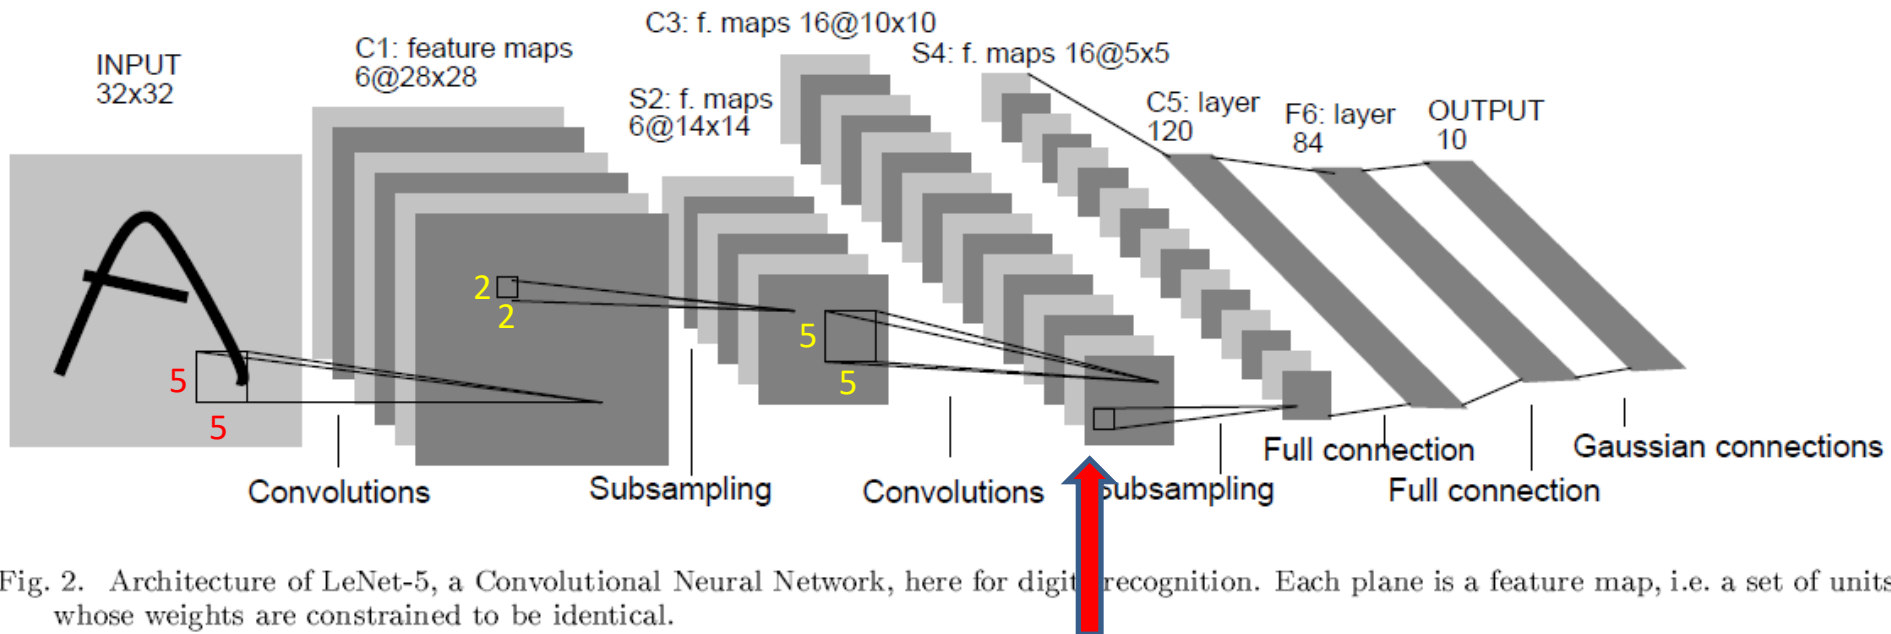 INPUT
32x32
C1: feature maps
6@28x28
S2: f. maps
6@14x14
C3: f. maps 16@10x10
S4: f. maps 16@5x5
C5: layer
120
F6: layer
84
OUTPUT
10
5
5
2
2
5
5
Convolutions
Subsampling
Convolutions
Subsampling
Full connection
Full connection
Gaussian connections
Fig. 2. Architecture of LeNet-5, a Convolutional Neural Network, here for digit recognition. Each plane is a feature map, i.e. a set of units
whose weights are constrained to be identical.